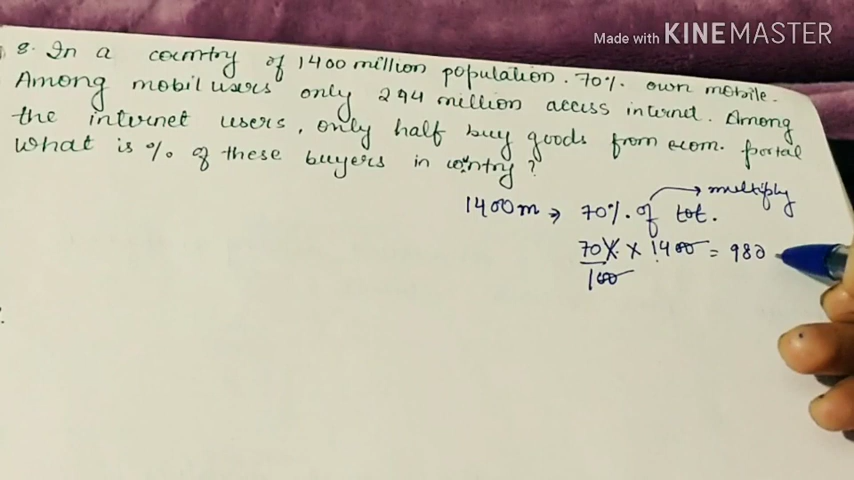 Made with KINEMASTER
8. In a country of 1400 million population. 70% own mobile.
Among mobil users only 294 million access internet. Among
the internet users, only half buy goods from ecom. portal
What is % of these buyers in country?
multiply
1400m → 70% of tot.
70% × 1400 = 980
100